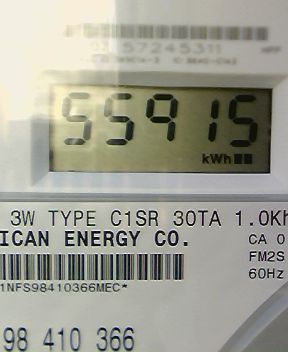 57245311
55915
kWh
3W TYPE C1SR 30TA 1.0Kh
ICAN ENERGY CO.
CA 0
FM2S
60Hz
1NFS98410366MEC*
98 410 366